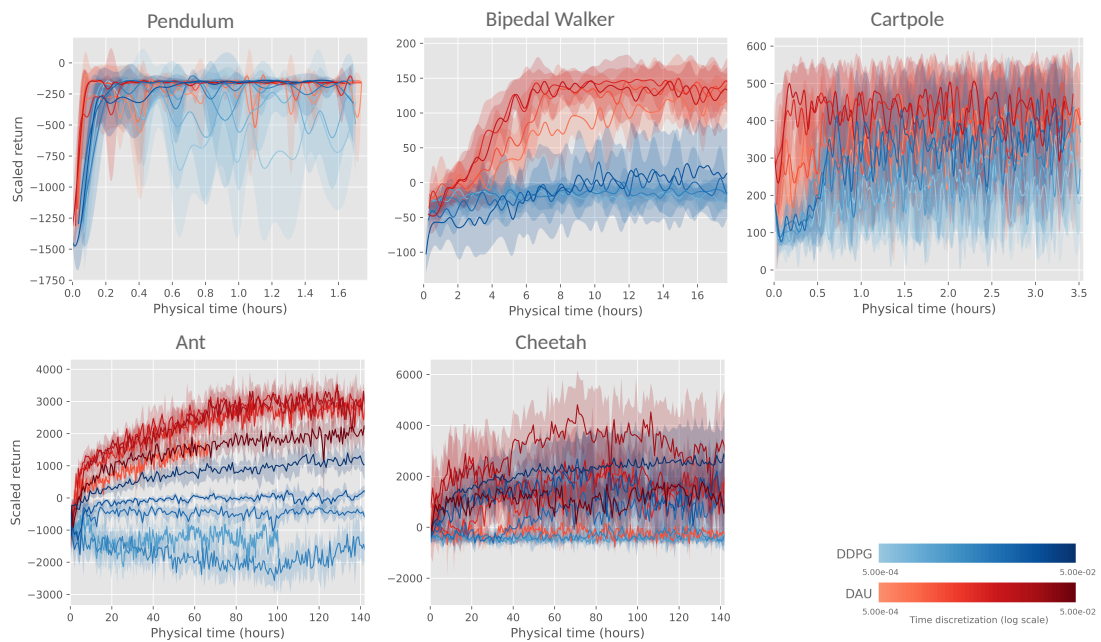 Pendulum
Bipedal Walker
Cartpole
0
−250
−500
−750
−1000
−1250
−1500
−1750
Scaled return
0.0 0.2 0.4 0.6 0.8 1.0 1.2 1.4 1.6
Physical time (hours)
200
150
100
50
0
−50
−100
0 2 4 6 8 10 12 14 16
Physical time (hours)
600
500
400
300
200
100
0
0.0 0.5 1.0 1.5 2.0 2.5 3.0 3.5
Physical time (hours)
Ant
Cheetah
4000
3000
2000
1000
0
−1000
−2000
−3000
Scaled return
0 20 40 60 80 100 120 140
Physical time (hours)
6000
4000
2000
0
−2000
0 20 40 60 80 100 120 140
Physical time (hours)
DDPG
5.00e-04 5.00e-02
DAU
5.00e-04 5.00e-02
Time discretization (log scale)